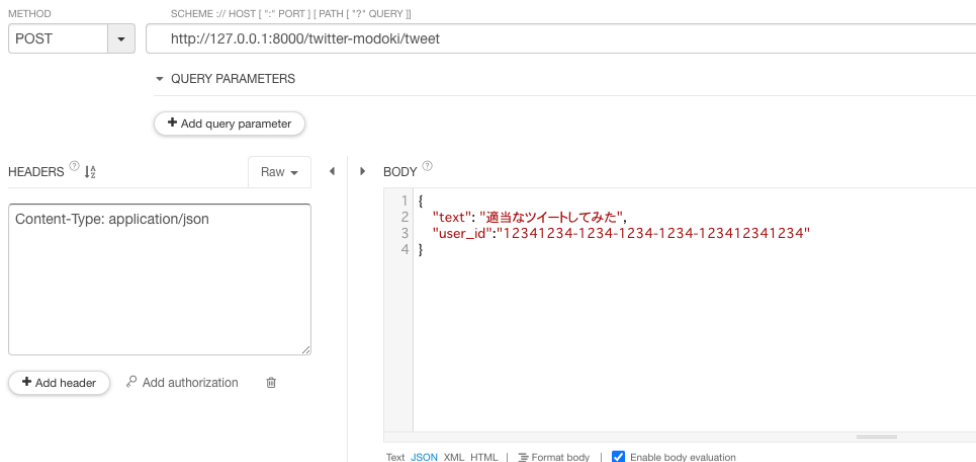 METHOD
SCHEME :// HOST [ ":" PORT ] [ PATH [ "?" QUERY ]]
POST
http://127.0.0.1:8000/twitter-modoki/tweet
QUERY PARAMETERS
+ Add query parameter
HEADERS
Raw
BODY
Content-Type: application/json
1 {
2 "text": "適当なツイートしてみた",
3 "user_id":"12341234-1234-1234-1234-123412341234"
4 }
+ Add header
Add authorization
Text JSON XML HTML | Format body | Enable body evaluation